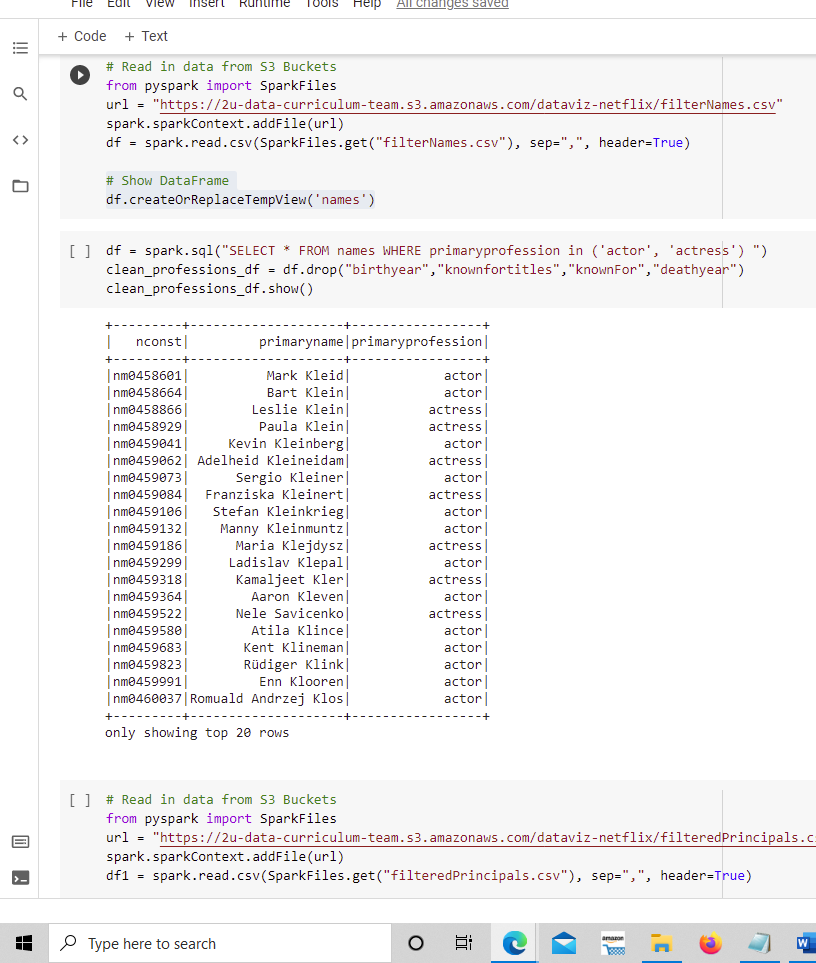 File Edit View Insert Runtime Tools Help All changes saved
+ Code + Text
# Read in data from S3 Buckets
from pyspark import SparkFiles
url = "https://2u-data-curriculum-team.s3.amazonaws.com/dataviz-netflix/filterNames.csv"
spark.sparkContext.addFile(url)
df = spark.read.csv(SparkFiles.get("filterNames.csv"), sep=",", header=True)
# Show DataFrame
df.createOrReplaceTempView('names')
[ ] df = spark.sql("SELECT * FROM names WHERE primaryprofession in ('actor', 'actress') ")
clean_professions_df = df.drop("birthyear","knownfortitles","knownFor","deathyear")
clean_professions_df.show()
+---------+--------------------+-----------------+
|   nconst|         primaryname|primaryprofession|
+---------+--------------------+-----------------+
|nm0458601|          Mark Kleid|            actor|
|nm0458664|          Bart Klein|            actor|
|nm0458866|        Leslie Klein|          actress|
|nm0458929|         Paula Klein|          actress|
|nm0459041|     Kevin Kleinberg|            actor|
|nm0459062| Adelheid Kleineidam|          actress|
|nm0459073|      Sergio Kleiner|            actor|
|nm0459084|  Franziska Kleinert|          actress|
|nm0459106|   Stefan Kleinkrieg|            actor|
|nm0459132|    Manny Kleinmuntz|            actor|
|nm0459186|      Maria Klejdysz|          actress|
|nm0459299|     Ladislav Klepal|            actor|
|nm0459318|      Kamaljeet Kler|          actress|
|nm0459364|        Aaron Kleven|            actor|
|nm0459522|      Nele Savicenko|          actress|
|nm0459580|        Atila Klince|            actor|
|nm0459683|       Kent Klineman|            actor|
|nm0459823|       Rüdiger Klink|            actor|
|nm0459991|         Enn Klooren|            actor|
|nm0460037|Romuald Andrzej Klos|            actor|
+---------+--------------------+-----------------+
only showing top 20 rows
[ ] # Read in data from S3 Buckets
from pyspark import SparkFiles
url = "https://2u-data-curriculum-team.s3.amazonaws.com/dataviz-netflix/filteredPrincipals.c
spark.sparkContext.addFile(url)
df1 = spark.read.csv(SparkFiles.get("filteredPrincipals.csv"), sep=",", header=True)
Type here to search
amazon
W